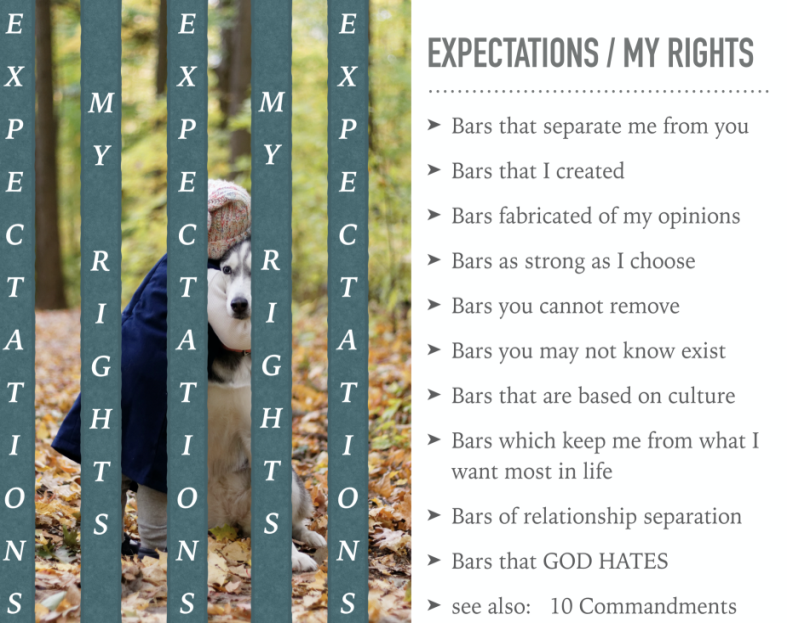 EXPECTATIONS
MY RIGHTS
EXPECTATIONS
MY RIGHTS
EXPECTATIONS
EXPECTATIONS / MY RIGHTS
➤ Bars that separate me from you
➤ Bars that I created
➤ Bars fabricated of my opinions
➤ Bars as strong as I choose
➤ Bars you cannot remove
➤ Bars you may not know exist
➤ Bars that are based on culture
➤ Bars which keep me from what I
want most in life
➤ Bars of relationship separation
➤ Bars that GOD HATES
➤ see also: 10 Commandments